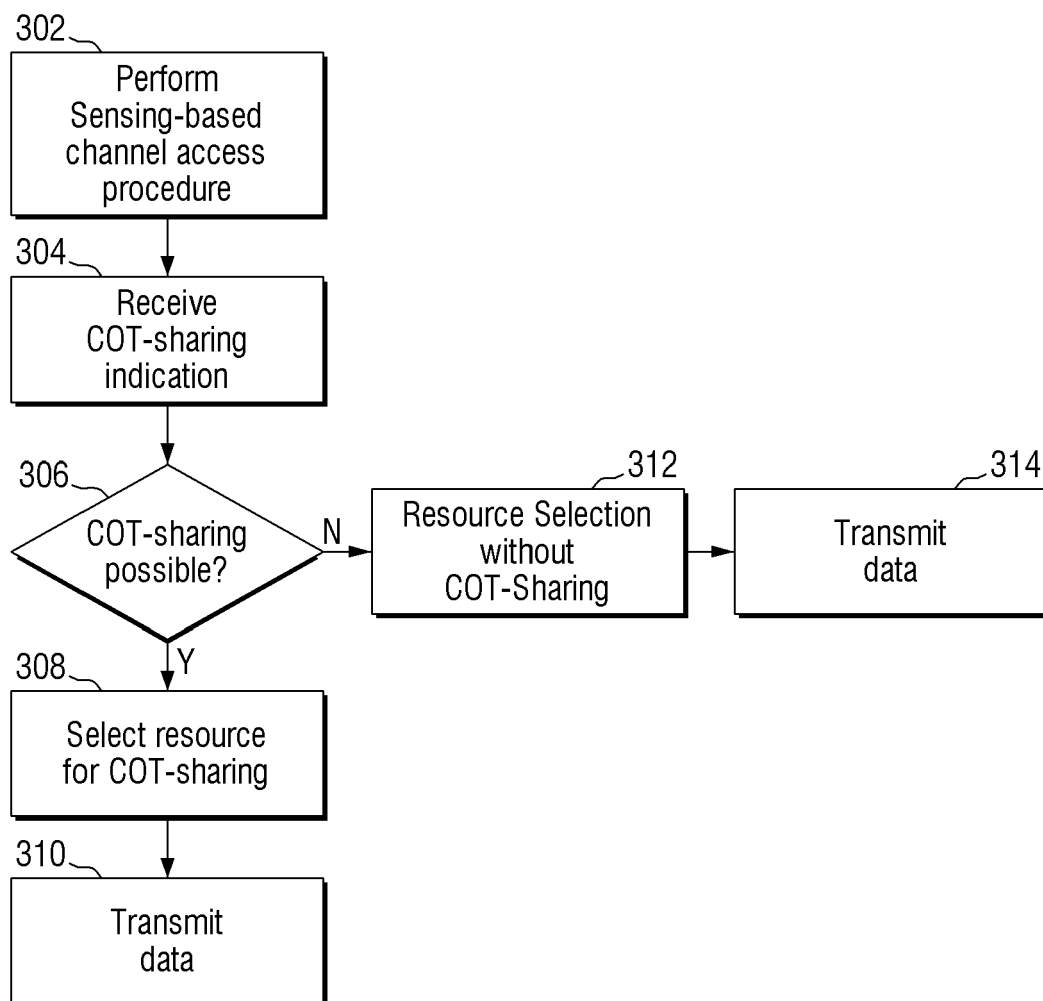 302
Perform
Sensing-based
channel access
procedure
304
Receive
COT-sharing
indication
306
COT-sharing
possible?
N
312
Resource Selection
without
COT-Sharing
314
Transmit
data
Y
308
Select resource
for COT-sharing
310
Transmit
data